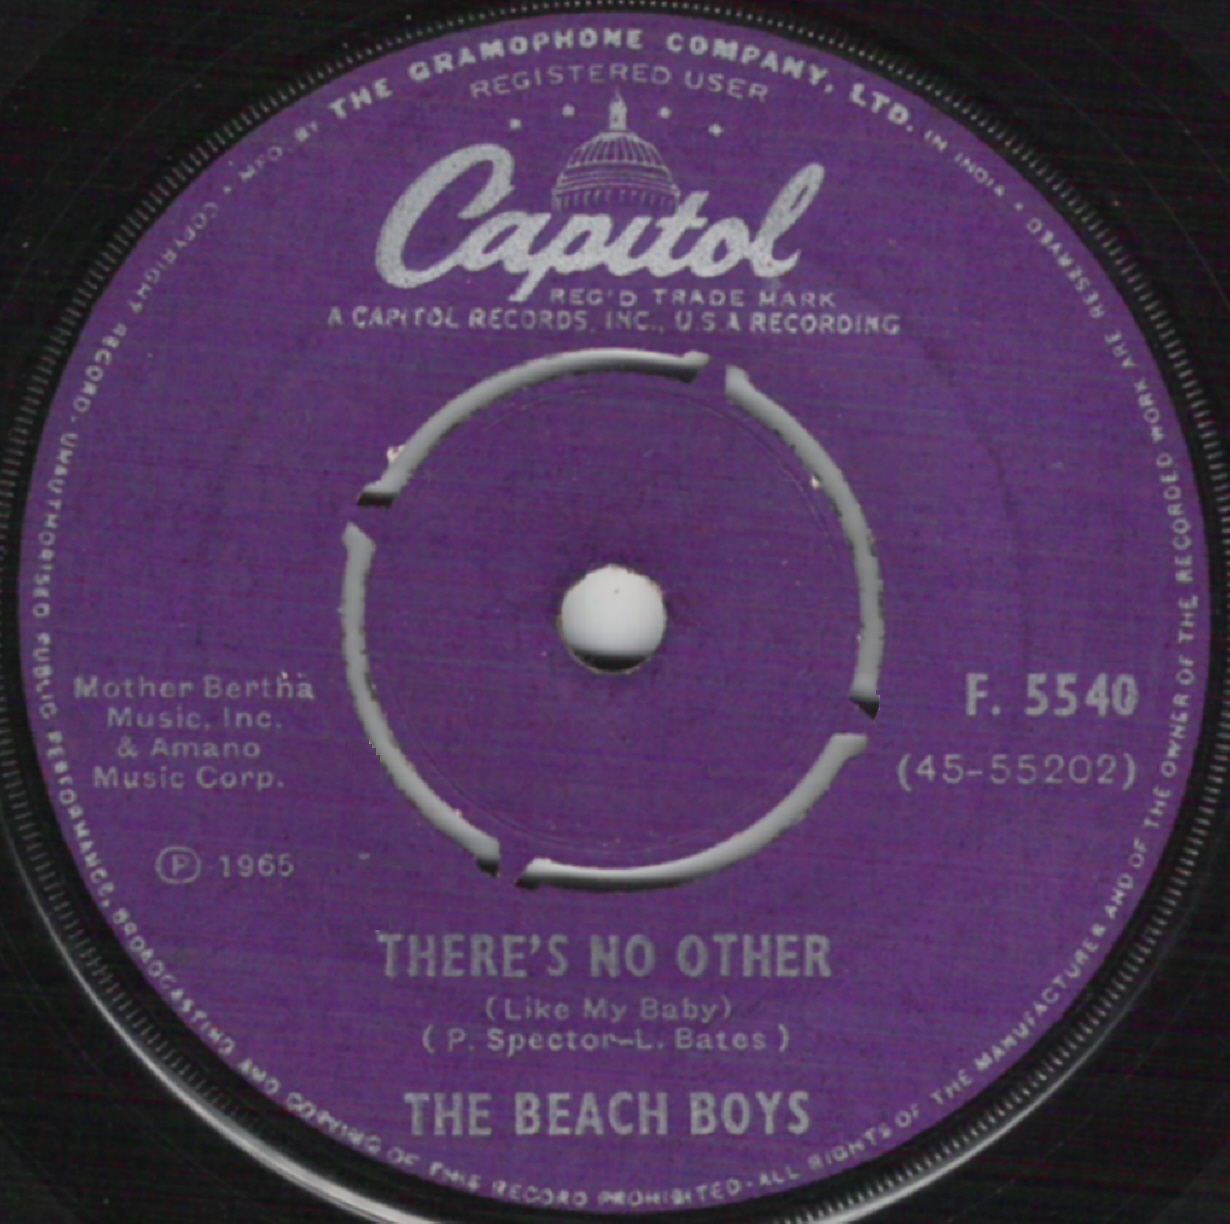 COPYRIGHT RECORD. UNAUTHORISED PUBLIC PERFORMANCE, BROADCASTING AND COPYING OF THIS RECORD PROHIBITED-ALL RIGHTS OF THE MANUFACTURER AND OF THE OWNER OF THE RECORDED WORK ARE RESERVED • MFD. BY THE GRAMOPHONE COMPANY, LTD. IN INDIA •
REGISTERED USER
Capitol
REG'D TRADE MARK
A CAPITOL RECORDS, INC., U.S.A RECORDING
Mother Bertha
Music, Inc.
& Amano
Music Corp.
℗ 1965
F. 5540
(45-55202)
THERE'S NO OTHER
(Like My Baby)
( P. Spector-L. Bates )
THE BEACH BOYS